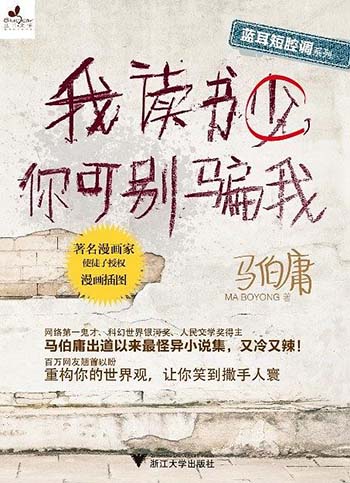 蓝耳短腔调系列
我读书少
你可别骗我
著名漫画家
使徒子授权
漫画插图
马伯庸
MA BOYONG 著
网络第一鬼才、科幻世界银河奖、人民文学奖得主
马伯庸出道以来最怪异小说集，又冷又辣！
百万网友翘首以盼
重构你的世界观，让你笑到撒手人寰
浙江大学出版社